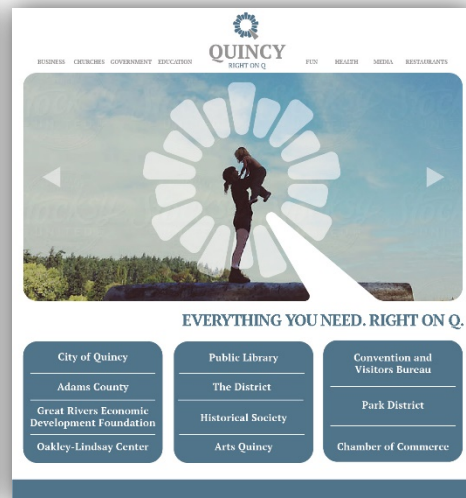 QUINCY
RIGHT ON Q
BUSINESS CHURCHES GOVERNMENT EDUCATION FUN HEALTH MEDIA RESTAURANTS
EVERYTHING YOU NEED. RIGHT ON Q.
City of Quincy
Adams County
Great Rivers Economic
Development Foundation
Oakley-Lindsay Center
Public Library
The District
Historical Society
Arts Quincy
Convention and
Visitors Bureau
Park District
Chamber of Commerce